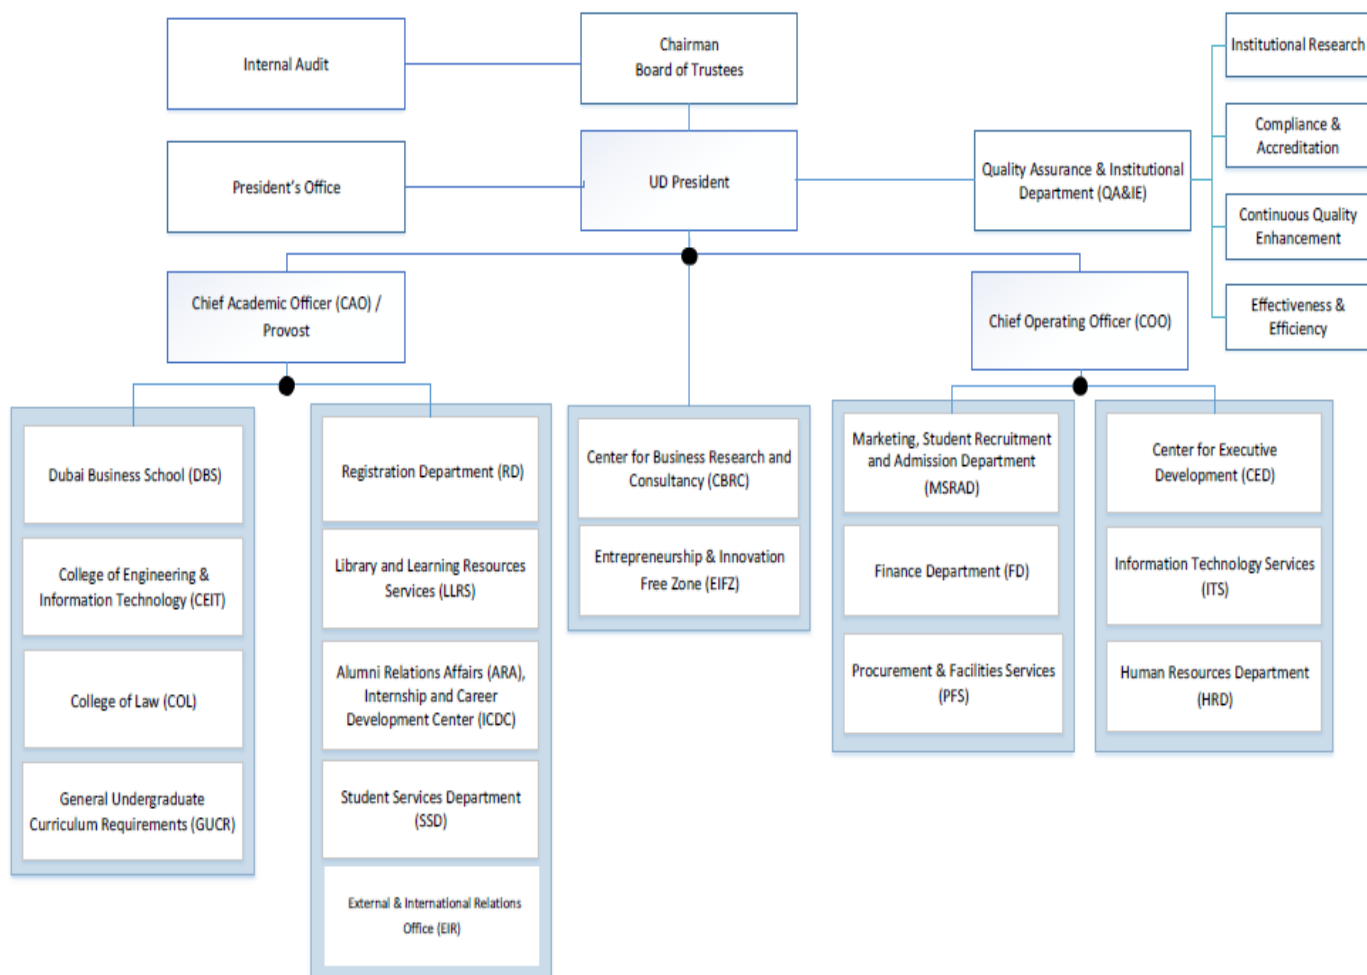 Internal Audit
Chairman
Board of Trustees
Institutional Research
Compliance &
Accreditation
President's Office
UD President
Quality Assurance & Institutional
Department (QA&IE)
Continuous Quality
Enhancement
Effectiveness &
Efficiency
Chief Academic Officer (CAO) /
Provost
Chief Operating Officer (COO)
Dubai Business School (DBS)
College of Engineering &
Information Technology (CEIT)
College of Law (COL)
General Undergraduate
Curriculum Requirements (GUCR)
Registration Department (RD)
Library and Learning Resources
Services (LLRS)
Alumni Relations Affairs (ARA),
Internship and Career
Development Center (ICDC)
Student Services Department
(SSD)
External & International Relations
Office (EIR)
Center for Business Research and
Consultancy (CBRC)
Entrepreneurship & Innovation
Free Zone (EIFZ)
Marketing, Student Recruitment
and Admission Department
(MSRAD)
Finance Department (FD)
Procurement & Facilities Services
(PFS)
Center for Executive
Development (CED)
Information Technology Services
(ITS)
Human Resources Department
(HRD)